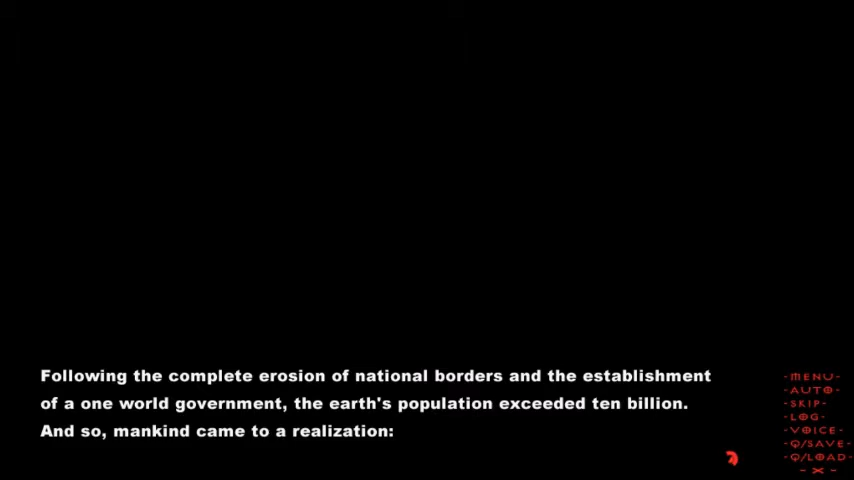 Following the complete erosion of national borders and the establishment
of a one world government, the earth's population exceeded ten billion.
And so, mankind came to a realization:
-MENU-
-AUTO-
-SKIP-
-LOG-
-VOICE-
-Q/SAVE-
-Q/LOAD-